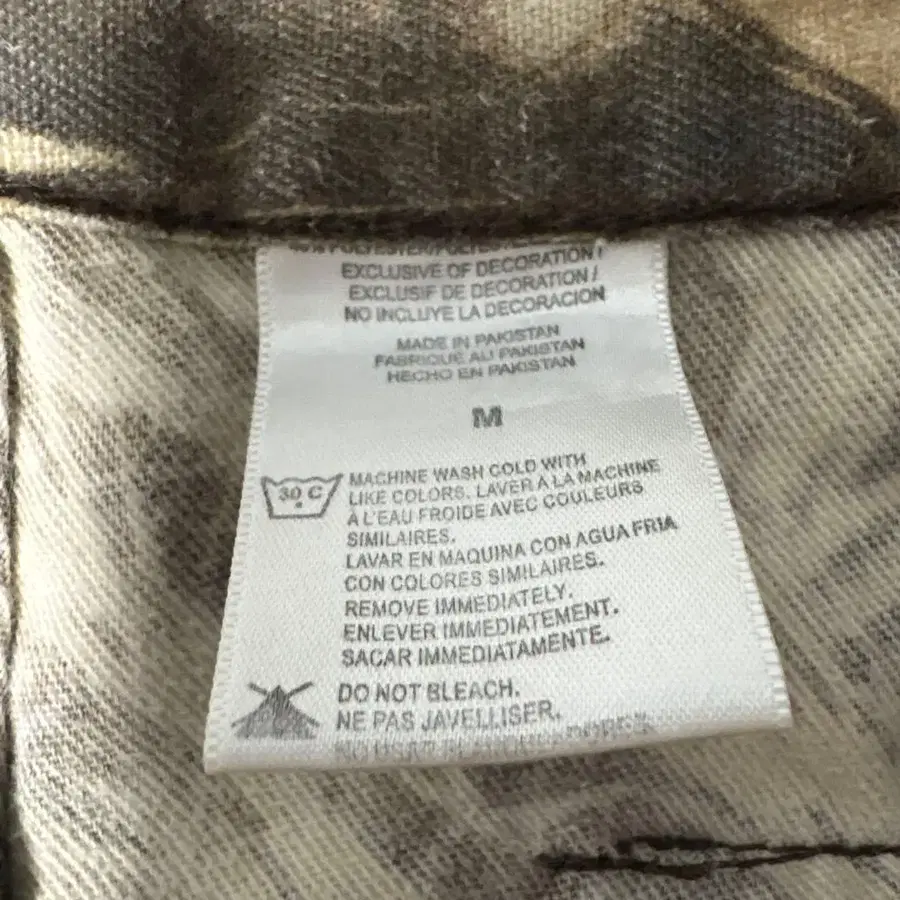 EXCLUSIVE OF DECORATION /
EXCLUSIF DE DECORATION /
NO INCLUYE LA DECORACION
MADE IN PAKISTAN
FABRIQUE AU PAKISTAN
HECHO EN PAKISTAN
M
30 C
MACHINE WASH COLD WITH
LIKE COLORS. LAVER A LA MACHINE
À L'EAU FROIDE AVEC COULEURS
SIMILAIRES.
LAVAR EN MAQUINA CON AGUA FRIA
CON COLORES SIMILARES.
REMOVE IMMEDIATELY.
ENLEVER IMMEDIATEMENT.
SACAR IMMEDIATAMENTE.
DO NOT BLEACH.
NE PAS JAVELLISER.